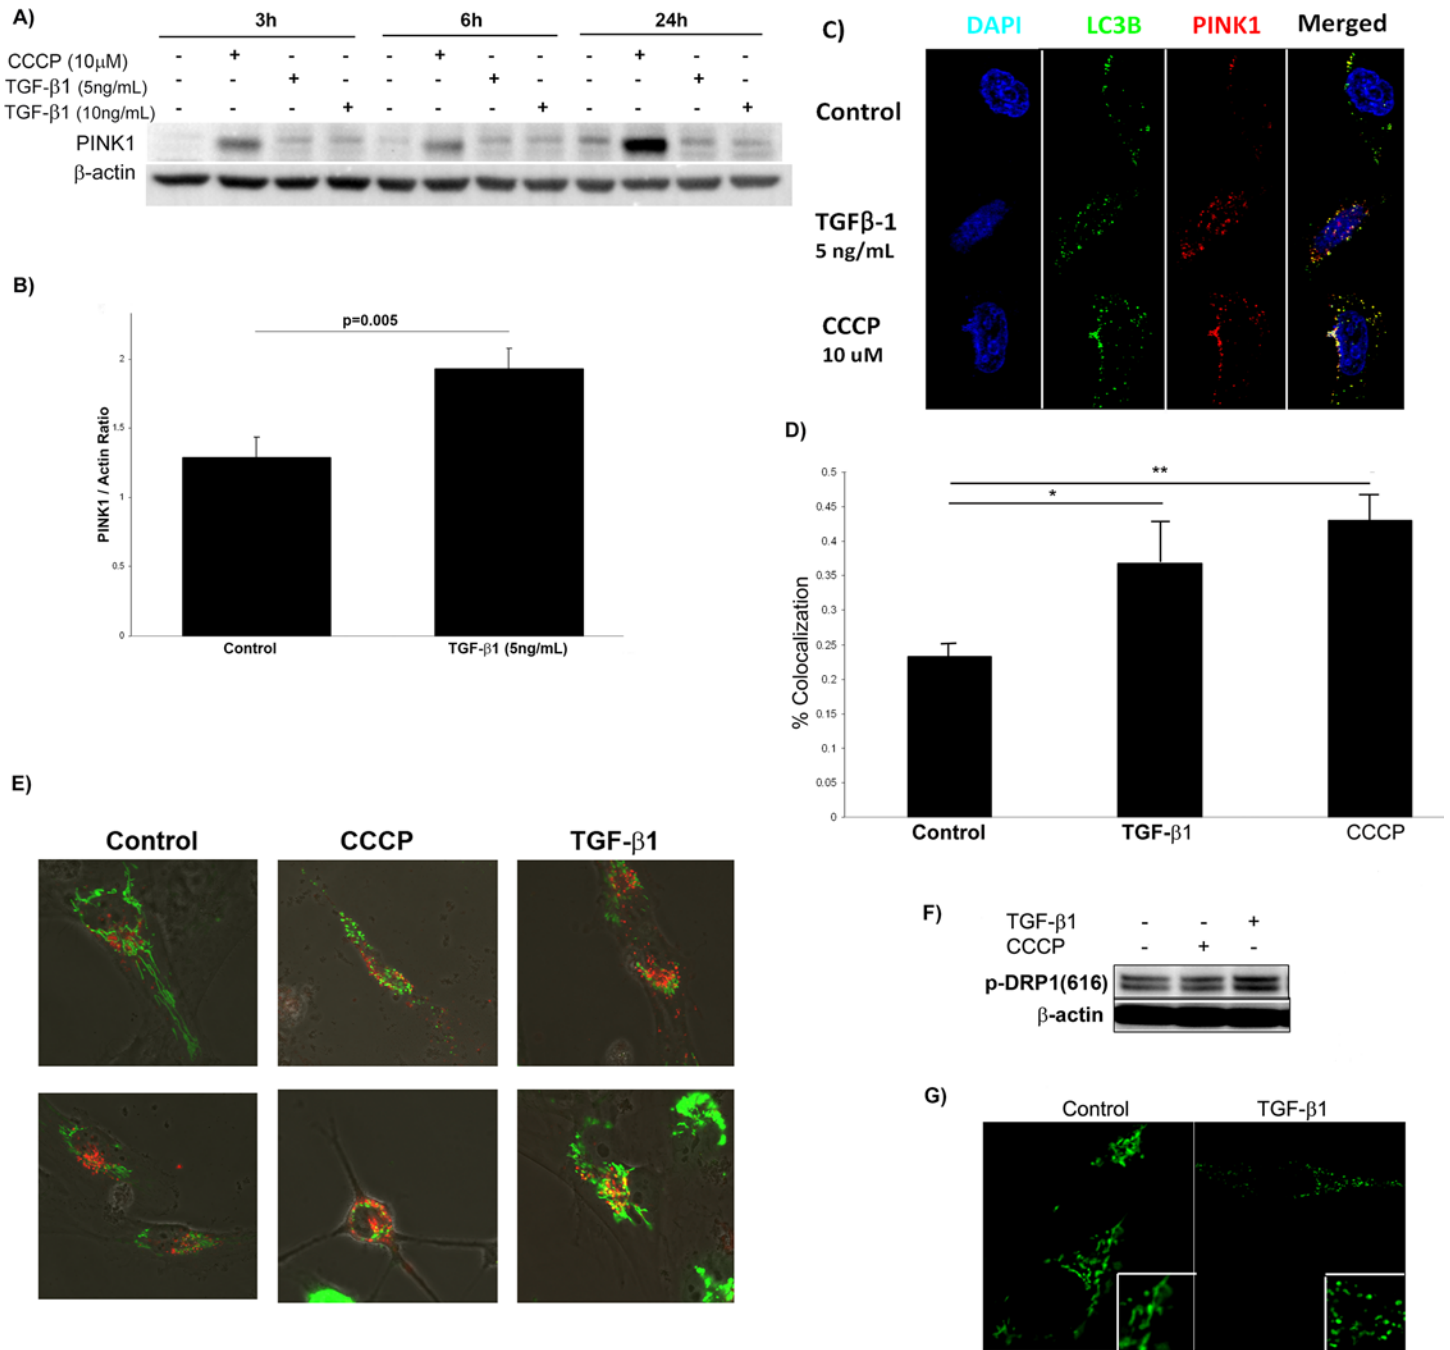 A)
3h 6h 24h
CCCP (10μM) - + - - - + - - - + - -
TGF-β1 (5ng/mL) - - + - - - + - - - + -
TGF-β1 (10ng/mL) - - - + - - - + - - - +
PINK1
β-actin
B)
p=0.005
PINK1 / Actin Ratio
2
1.5
1
0.5
0
Control TGF-β1 (5ng/mL)
C)
DAPI LC3B PINK1 Merged
Control
TGFβ-1
5 ng/mL
CCCP
10 uM
D)
% Colocalization
0.5
0.45
0.4
0.35
0.3
0.25
0.2
0.15
0.1
0.05
0
**
*
Control TGF-β1 CCCP
E)
Control CCCP TGF-β1
F)
TGF-β1 - - +
CCCP - + -
p-DRP1(616)
β-actin
G)
Control TGF-β1